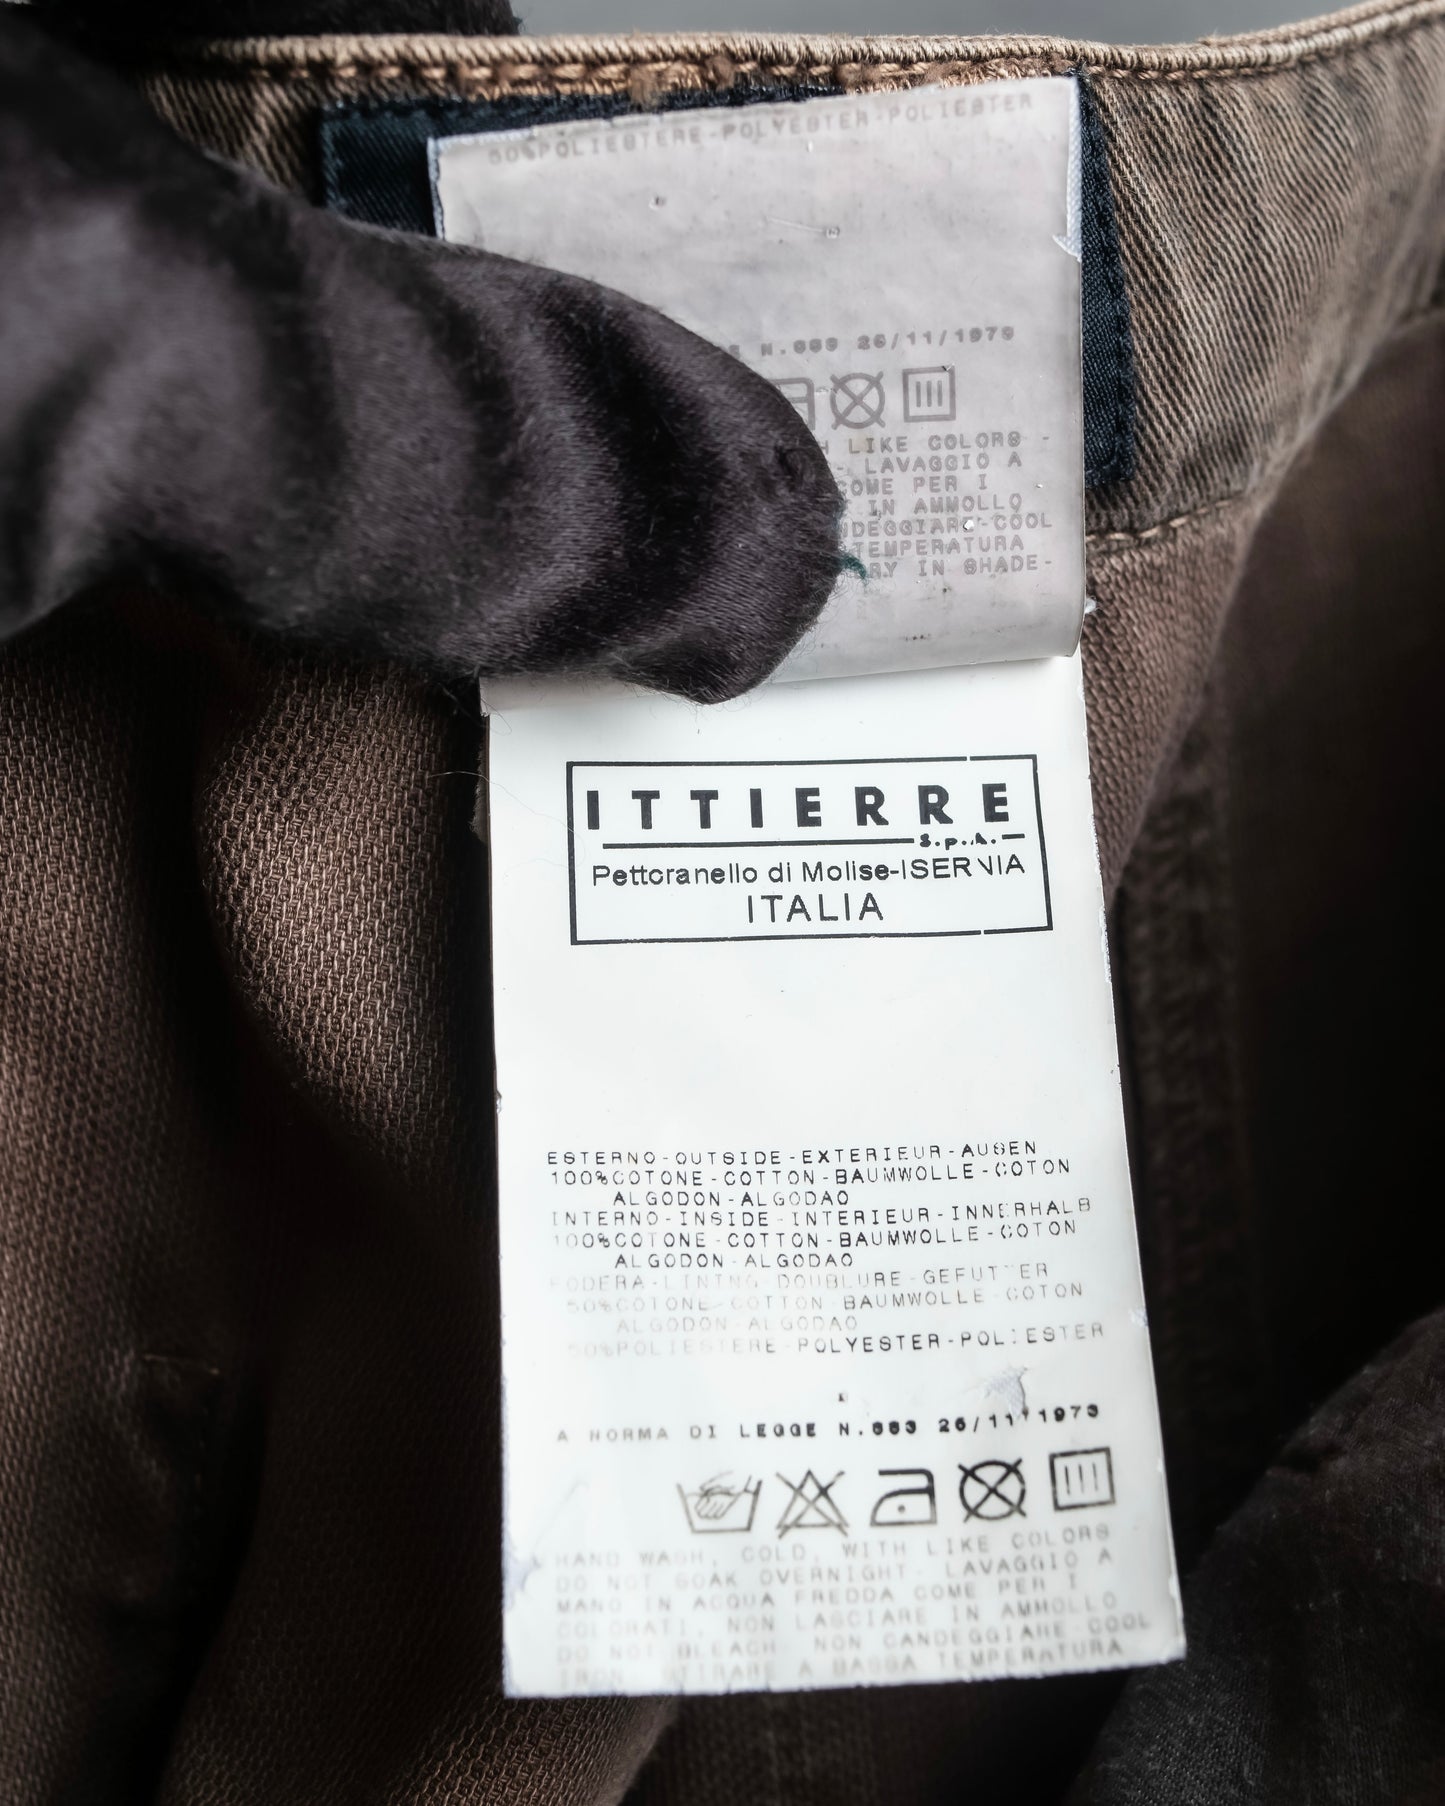 50%POLIESTERE-POLYESTER-POLIESTER
N.669 26/11/1979
LIKE COLORS -
LAVAGGIO A
COME PER I
IN AMMOLLO
NDEGGIARE-COOL
TEMPERATURA
RY IN SHADE-
ITTIERRE
S.p.A.
Pettoranello di Molise-ISERNIA
ITALIA
ESTERNO-OUTSIDE-EXTERIEUR-AUSEN
100%COTONE-COTTON-BAUMWOLLE-COTON
ALGODON-ALGODAO
INTERNO-INSIDE-INTERIEUR-INNERHALB
100%COTONE-COTTON-BAUMWOLLE-COTON
ALGODON-ALGODAO
FODERA-LINING-DOUBLURE-GEFUTTER
50%COTONE-COTTON-BAUMWOLLE-COTON
ALGODON-ALGODAO
50%POLIESTERE-POLYESTER-POLIESTER
A NORMA DI LEGGE N.883 26/11/1973
HAND WASH, COLD, WITH LIKE COLORS
DO NOT SOAK OVERNIGHT- LAVAGGIO A
MANO IN ACQUA FREDDA COME PER I
COLORATI, NON LASCIARE IN AMMOLLO
DO NOT BLEACH- NON CANDEGGIARE-COOL
IRON- STIRARE A BASSA TEMPERATURA